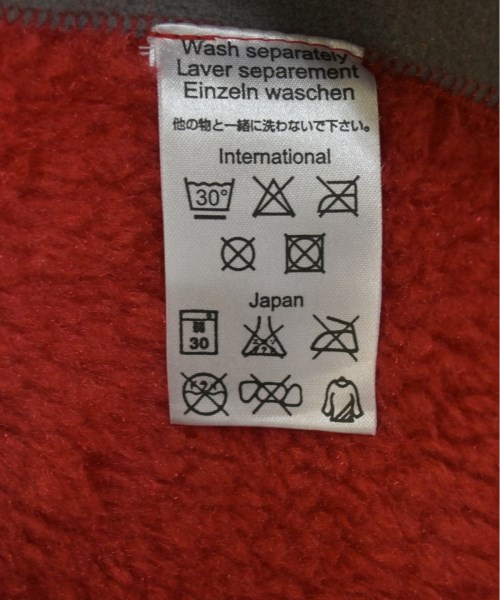 Wash separately
Laver separement
Einzeln waschen
他の物と一緒に洗わないで下さい。
International
30°
Japan
弱
30